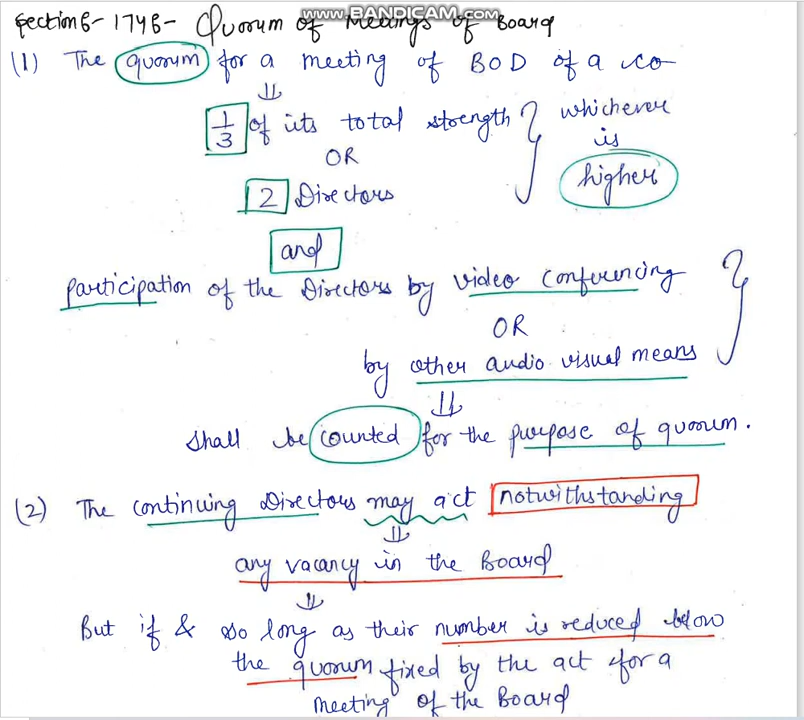 www.BANDICAM.com
Section:- 174:- Quorum of Meetings of Board
(1) The quorum for a meeting of BOD of a co
⇓
1/3 of its total strength } whichever
OR is
2 Directors higher
and
participation of the Directors by video conferencing
OR
by other audio visual means
⇓
shall be counted for the purpose of quorum.
(2) The continuing Directors may act notwithstanding
⇓
any vacancy in the Board
⇓
But if & so long as their number is reduced below
the quorum fixed by the act for a
meeting of the Board